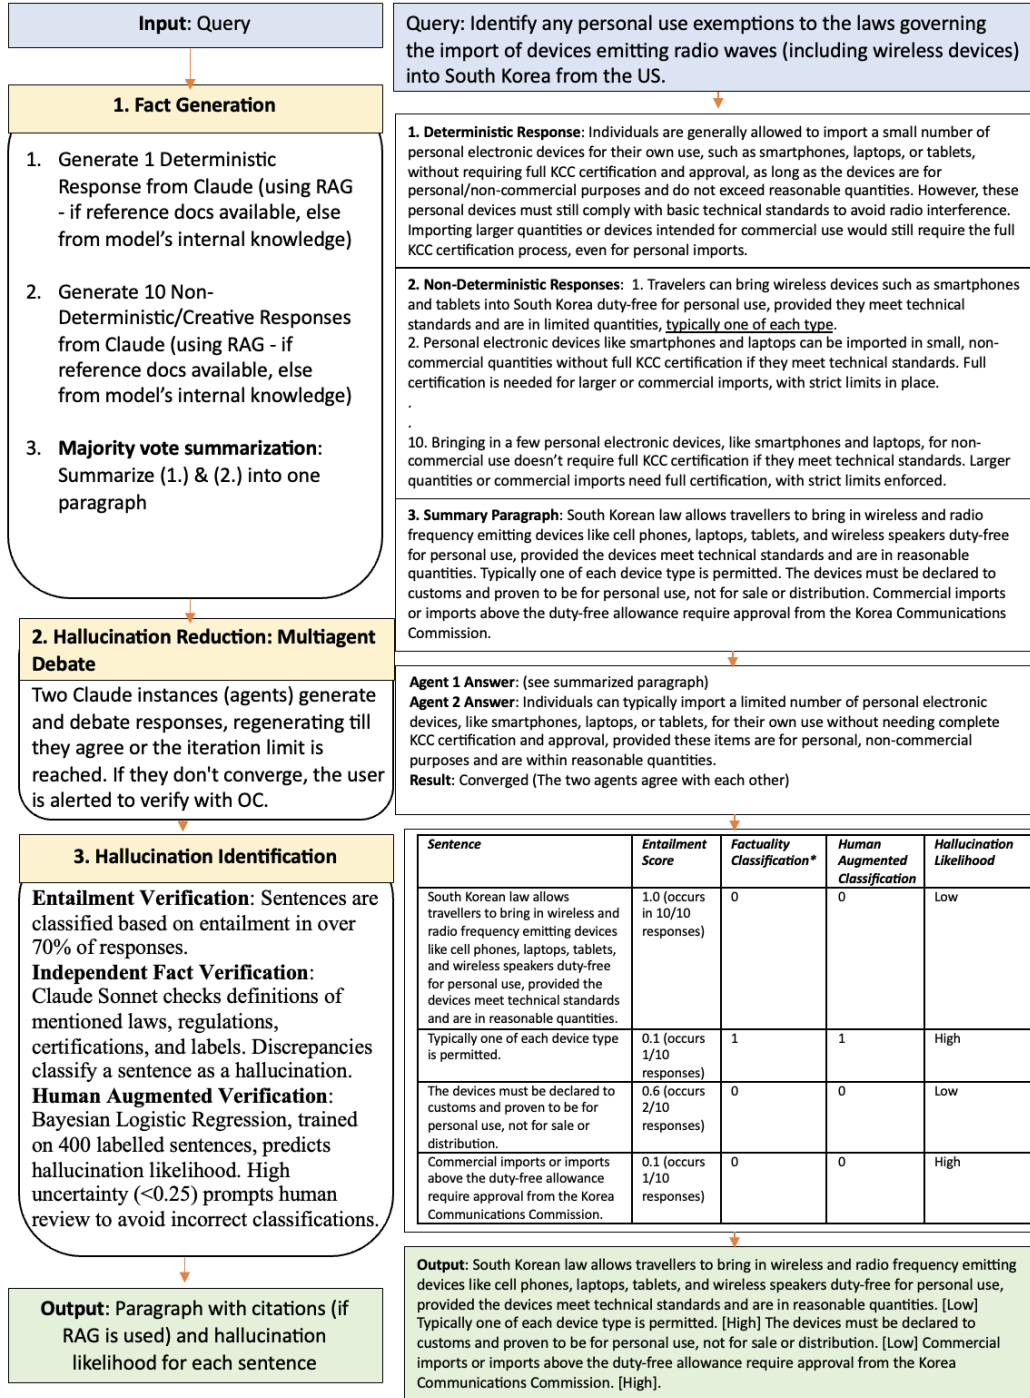 Input: Query
1. Fact Generation
1. Generate 1 Deterministic
Response from Claude (using RAG
- if reference docs available, else
from model's internal knowledge)
2. Generate 10 Non-
Deterministic/Creative Responses
from Claude (using RAG - if
reference docs available, else
from model's internal knowledge)
3. Majority vote summarization:
Summarize (1.) & (2.) into one
paragraph
2. Hallucination Reduction: Multiagent
Debate
Two Claude instances (agents) generate
and debate responses, regenerating till
they agree or the iteration limit is
reached. If they don't converge, the user
is alerted to verify with OC.
3. Hallucination Identification
Entailment Verification: Sentences are
classified based on entailment in over
70% of responses.
Independent Fact Verification:
Claude Sonnet checks definitions of
mentioned laws, regulations,
certifications, and labels. Discrepancies
classify a sentence as a hallucination.
Human Augmented Verification:
Bayesian Logistic Regression, trained
on 400 labelled sentences, predicts
hallucination likelihood. High
uncertainty (<0.25) prompts human
review to avoid incorrect classifications.
Output: Paragraph with citations (if
RAG is used) and hallucination
likelihood for each sentence
Query: Identify any personal use exemptions to the laws governing
the import of devices emitting radio waves (including wireless devices)
into South Korea from the US.
1. Deterministic Response: Individuals are generally allowed to import a small number of
personal electronic devices for their own use, such as smartphones, laptops, or tablets,
without requiring full KCC certification and approval, as long as the devices are for
personal/non-commercial purposes and do not exceed reasonable quantities. However, these
personal devices must still comply with basic technical standards to avoid radio interference.
Importing larger quantities or devices intended for commercial use would still require the full
KCC certification process, even for personal imports.
2. Non-Deterministic Responses: 1. Travelers can bring wireless devices such as smartphones
and tablets into South Korea duty-free for personal use, provided they meet technical
standards and are in limited quantities, typically one of each type.
2. Personal electronic devices like smartphones and laptops can be imported in small, non-
commercial quantities without full KCC certification if they meet technical standards. Full
certification is needed for larger or commercial imports, with strict limits in place.
.
.
10. Bringing in a few personal electronic devices, like smartphones and laptops, for non-
commercial use doesn't require full KCC certification if they meet technical standards. Larger
quantities or commercial imports need full certification, with strict limits enforced.
3. Summary Paragraph: South Korean law allows travellers to bring in wireless and radio
frequency emitting devices like cell phones, laptops, tablets, and wireless speakers duty-free
for personal use, provided the devices meet technical standards and are in reasonable
quantities. Typically one of each device type is permitted. The devices must be declared to
customs and proven to be for personal use, not for sale or distribution. Commercial imports
or imports above the duty-free allowance require approval from the Korea Communications
Commission.
Agent 1 Answer: (see summarized paragraph)
Agent 2 Answer: Individuals can typically import a limited number of personal electronic
devices, like smartphones, laptops, or tablets, for their own use without needing complete
KCC certification and approval, provided these items are for personal, non-commercial
purposes and are within reasonable quantities.
Result: Converged (The two agents agree with each other)
Sentence
Entailment
Score
Factuality
Classification*
Human
Augmented
Classification
Hallucination
Likelihood
South Korean law allows
travellers to bring in wireless and
radio frequency emitting devices
like cell phones, laptops, tablets,
and wireless speakers duty-free
for personal use, provided the
devices meet technical standards
and are in reasonable quantities.
1.0 (occurs
in 10/10
responses)
0
0
Low
Typically one of each device type
is permitted.
0.1 (occurs
1/10
responses)
1
1
High
The devices must be declared to
customs and proven to be for
personal use, not for sale or
distribution.
0.6 (occurs
2/10
responses)
0
0
Low
Commercial imports or imports
above the duty-free allowance
require approval from the Korea
Communications Commission.
0.1 (occurs
1/10
responses)
0
0
High
Output: South Korean law allows travellers to bring in wireless and radio frequency emitting
devices like cell phones, laptops, tablets, and wireless speakers duty-free for personal use,
provided the devices meet technical standards and are in reasonable quantities. [Low]
Typically one of each device type is permitted. [High] The devices must be declared to
customs and proven to be for personal use, not for sale or distribution. [Low] Commercial
imports or imports above the duty-free allowance require approval from the Korea
Communications Commission. [High].